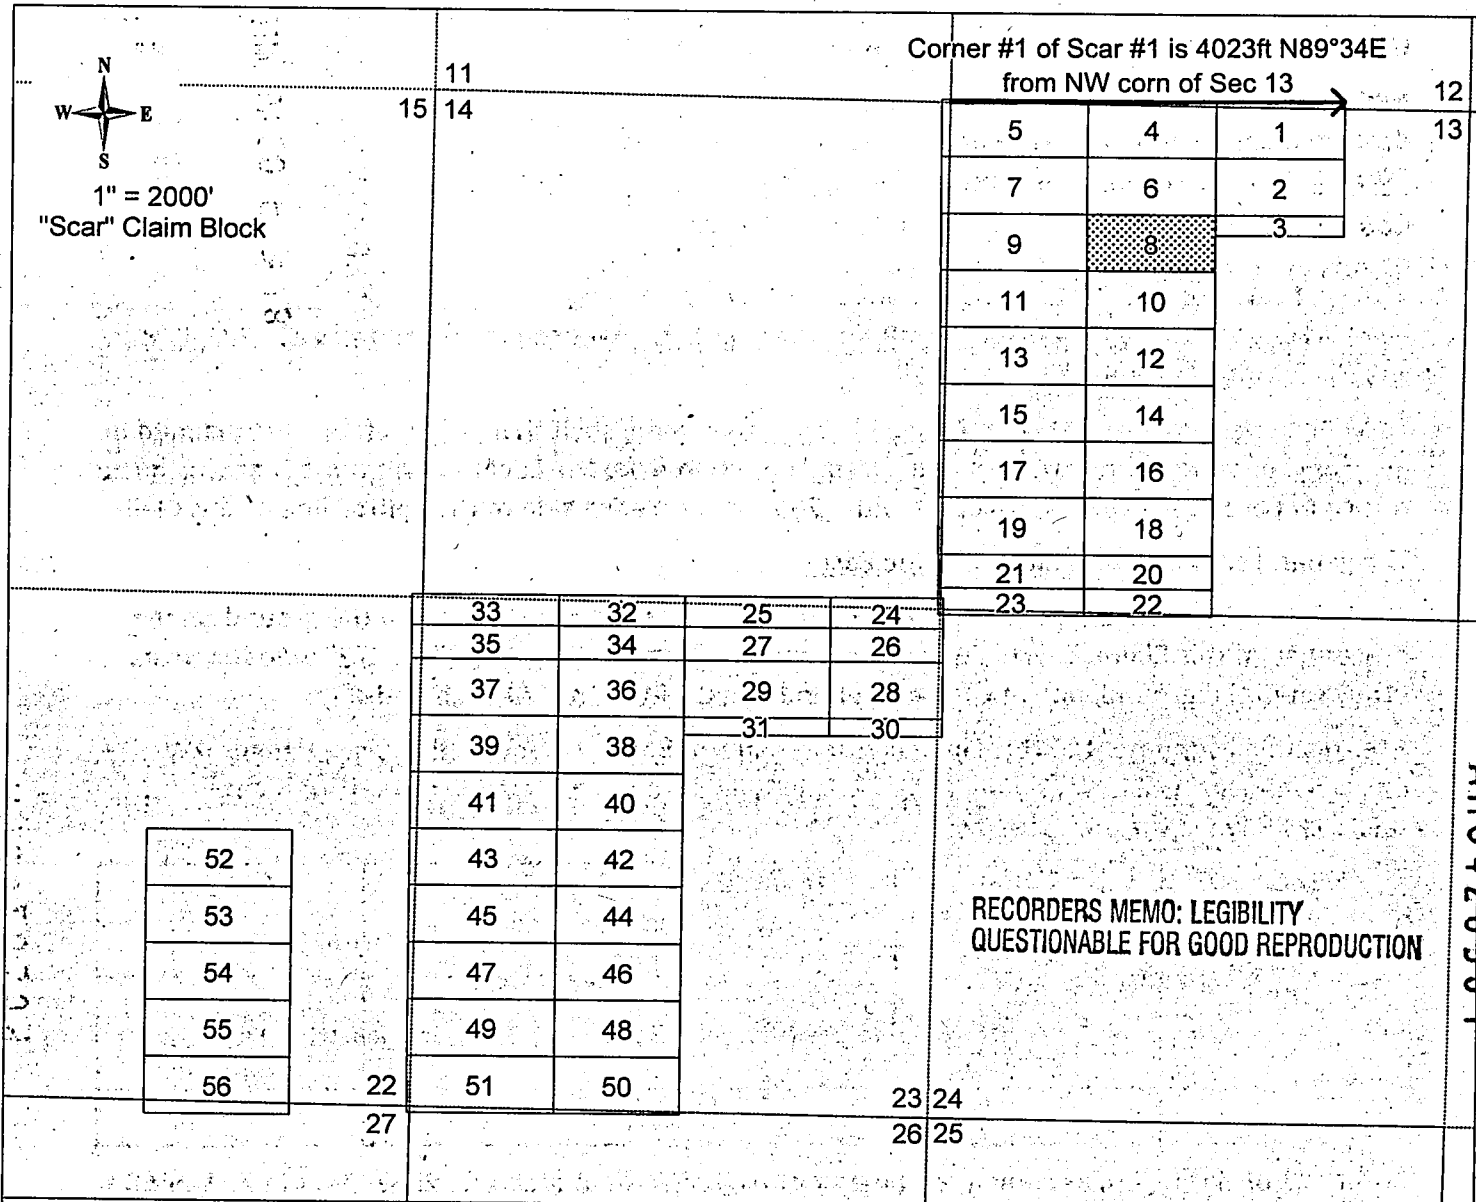 Corner #1 of Scar #1 is 4023ft N89°34E
from NW corn of Sec 13
N
W E
S
1" = 2000'
"Scar" Claim Block
11
15 14
12
13
5 4 1
7 6 2
3
9 8
11 10
13 12
15 14
17 16
19 18
21 20
23 22
33 32 25 24
35 34 27 26
37 36 29 28
31 30
39 38
41 40
52 43 42
53 45 44
54 47 46
55 49 48
56 22 51 50
27
23 24
26 25
RECORDERS MEMO: LEGIBILITY
QUESTIONABLE FOR GOOD REPRODUCTION